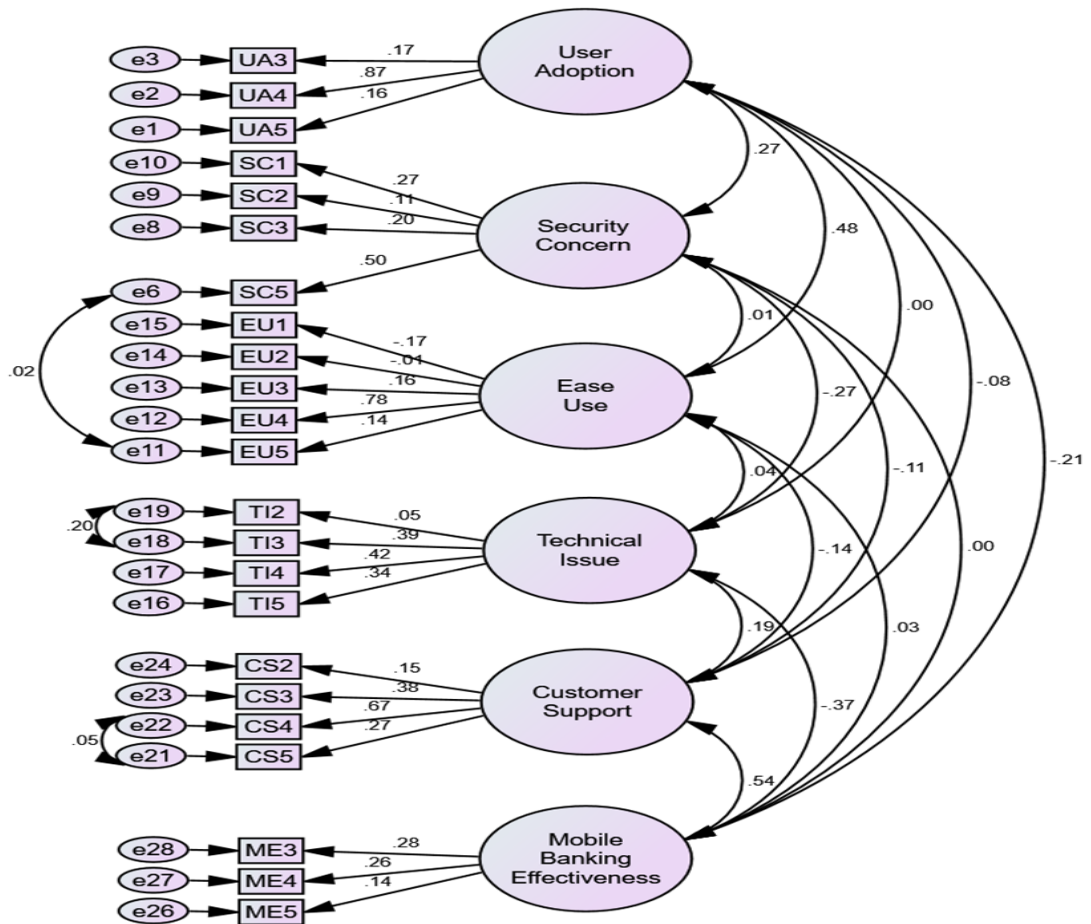 User
Adoption
e3
UA3
.17
e2
UA4
.87
e1
UA5
.16
e10
SC1
.27
e9
SC2
.11
e8
SC3
.20
Security
Concern
e6
SC5
.50
e15
EU1
-.17
e14
EU2
-.01
e13
EU3
.16
e12
EU4
.78
e11
EU5
.14
Ease
Use
.02
e19
TI2
.05
e18
TI3
.39
e17
TI4
.42
e16
TI5
.34
.20
Technical
Issue
e24
CS2
.15
e23
CS3
.38
e22
CS4
.67
e21
CS5
.27
.05
Customer
Support
e28
ME3
.28
e27
ME4
.26
e26
ME5
.14
Mobile
Banking
Effectiveness
.27
.48
.00
-.08
-.21
.01
-.27
-.11
.00
.04
-.14
.03
.19
-.37
.54